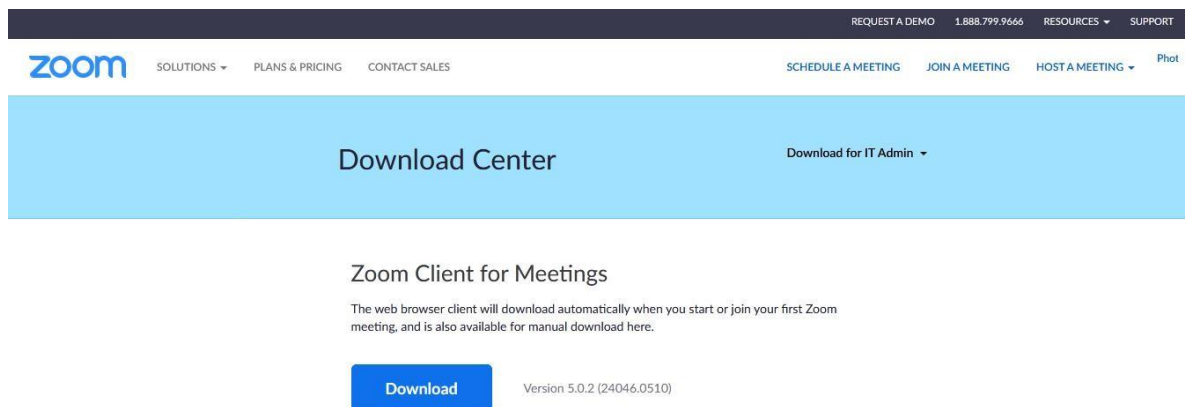 REQUEST A DEMO 1.888.799.9666 RESOURCES SUPPORT
zoom SOLUTIONS PLANS & PRICING CONTACT SALES SCHEDULE A MEETING JOIN A MEETING HOST A MEETING Phot
Download Center Download for IT Admin
Zoom Client for Meetings
The web browser client will download automatically when you start or join your first Zoom
meeting, and is also available for manual download here.
Download Version 5.0.2 (24046.0510)